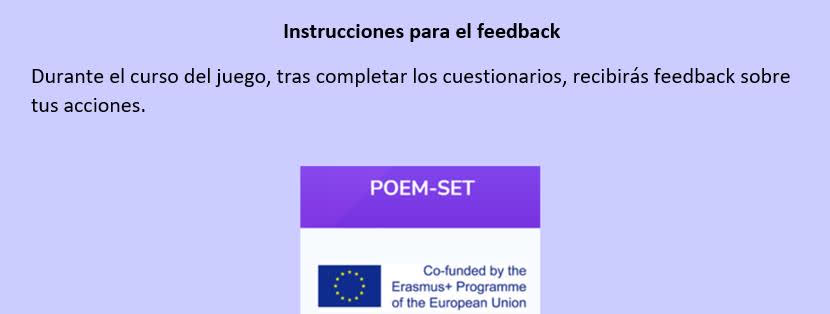 Instrucciones para el feedback
Durante el curso del juego, tras completar los cuestionarios, recibirás feedback sobre
tus acciones.
POEM-SET
Co-funded by the
Erasmus+ Programme
of the European Union